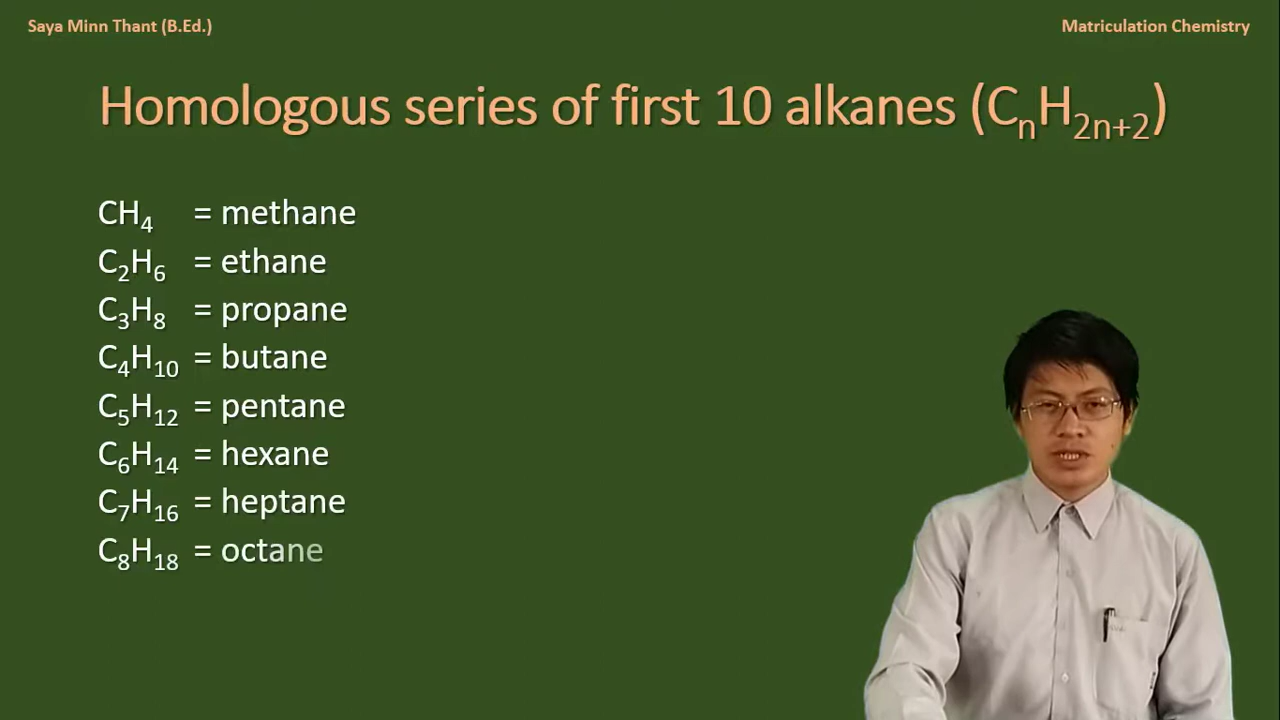 Saya Minn Thant (B.Ed.)
Matriculation Chemistry
Homologous series of first 10 alkanes (CₙH₂ₙ₊₂)
CH₄ = methane
C₂H₆ = ethane
C₃H₈ = propane
C₄H₁₀ = butane
C₅H₁₂ = pentane
C₆H₁₄ = hexane
C₇H₁₆ = heptane
C₈H₁₈ = octane